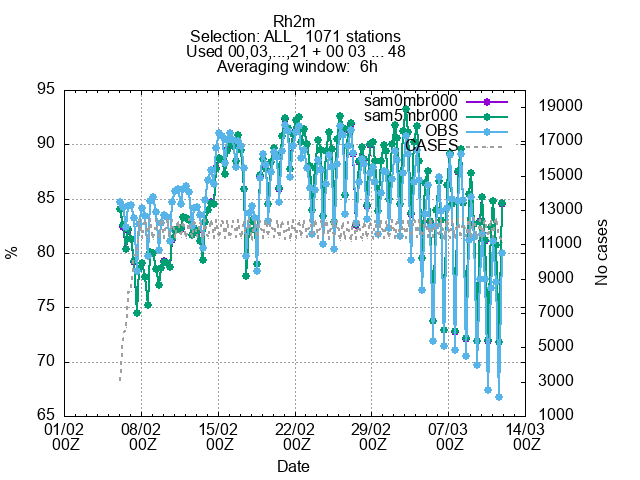 Rh2m
Selection: ALL   1071 stations
Used 00,03,...,21 + 00 03 ... 48
Averaging window:  6h
sam0mbr000
sam5mbr000
OBS
CASES
%
95
90
85
80
75
70
65
No cases
19000
17000
15000
13000
11000
9000
7000
5000
3000
1000
01/02 08/02 15/02 22/02 29/02 07/03 14/03
00Z 00Z 00Z 00Z 00Z 00Z 00Z
Date